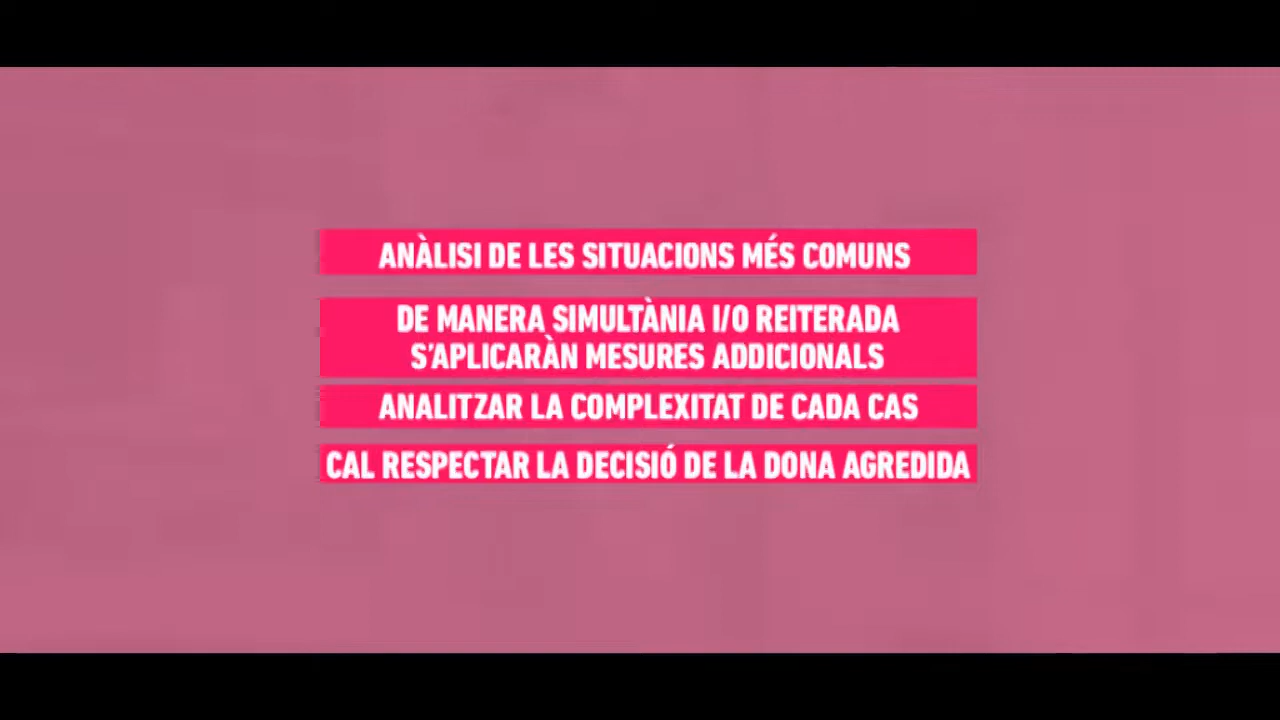 ANÀLISI DE LES SITUACIONS MÉS COMUNS
DE MANERA SIMULTÀNIA I/O REITERADA
S'APLICARÀN MESURES ADDICIONALS
ANALITZAR LA COMPLEXITAT DE CADA CAS
CAL RESPECTAR LA DECISIÓ DE LA DONA AGREDIDA